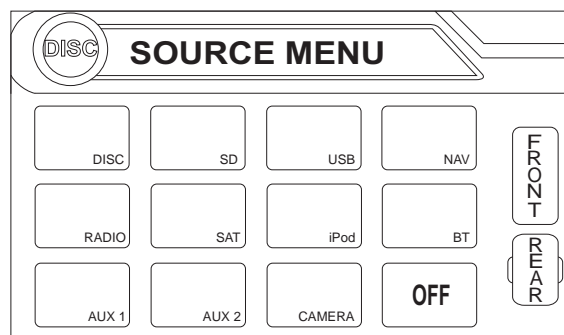 DISC SOURCE MENU
DISC SD USB NAV
RADIO SAT iPod BT
AUX 1 AUX 2 CAMERA OFF
FRONT
REAR